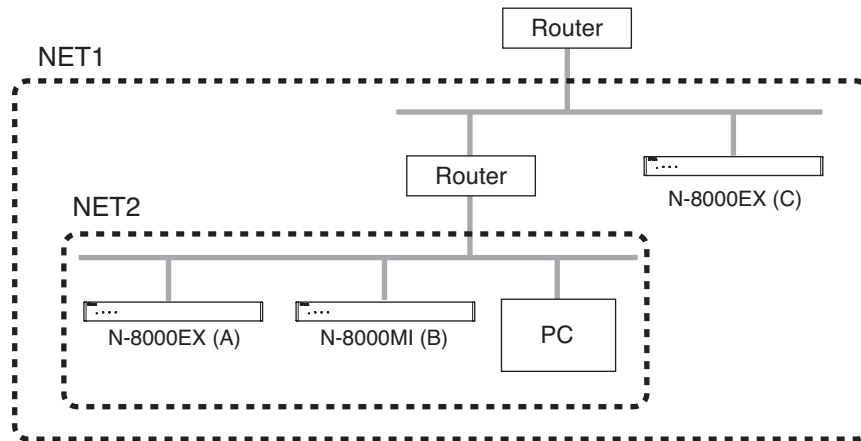 Router
NET1
Router
N-8000EX (C)
NET2
N-8000EX (A)
N-8000MI (B)
PC